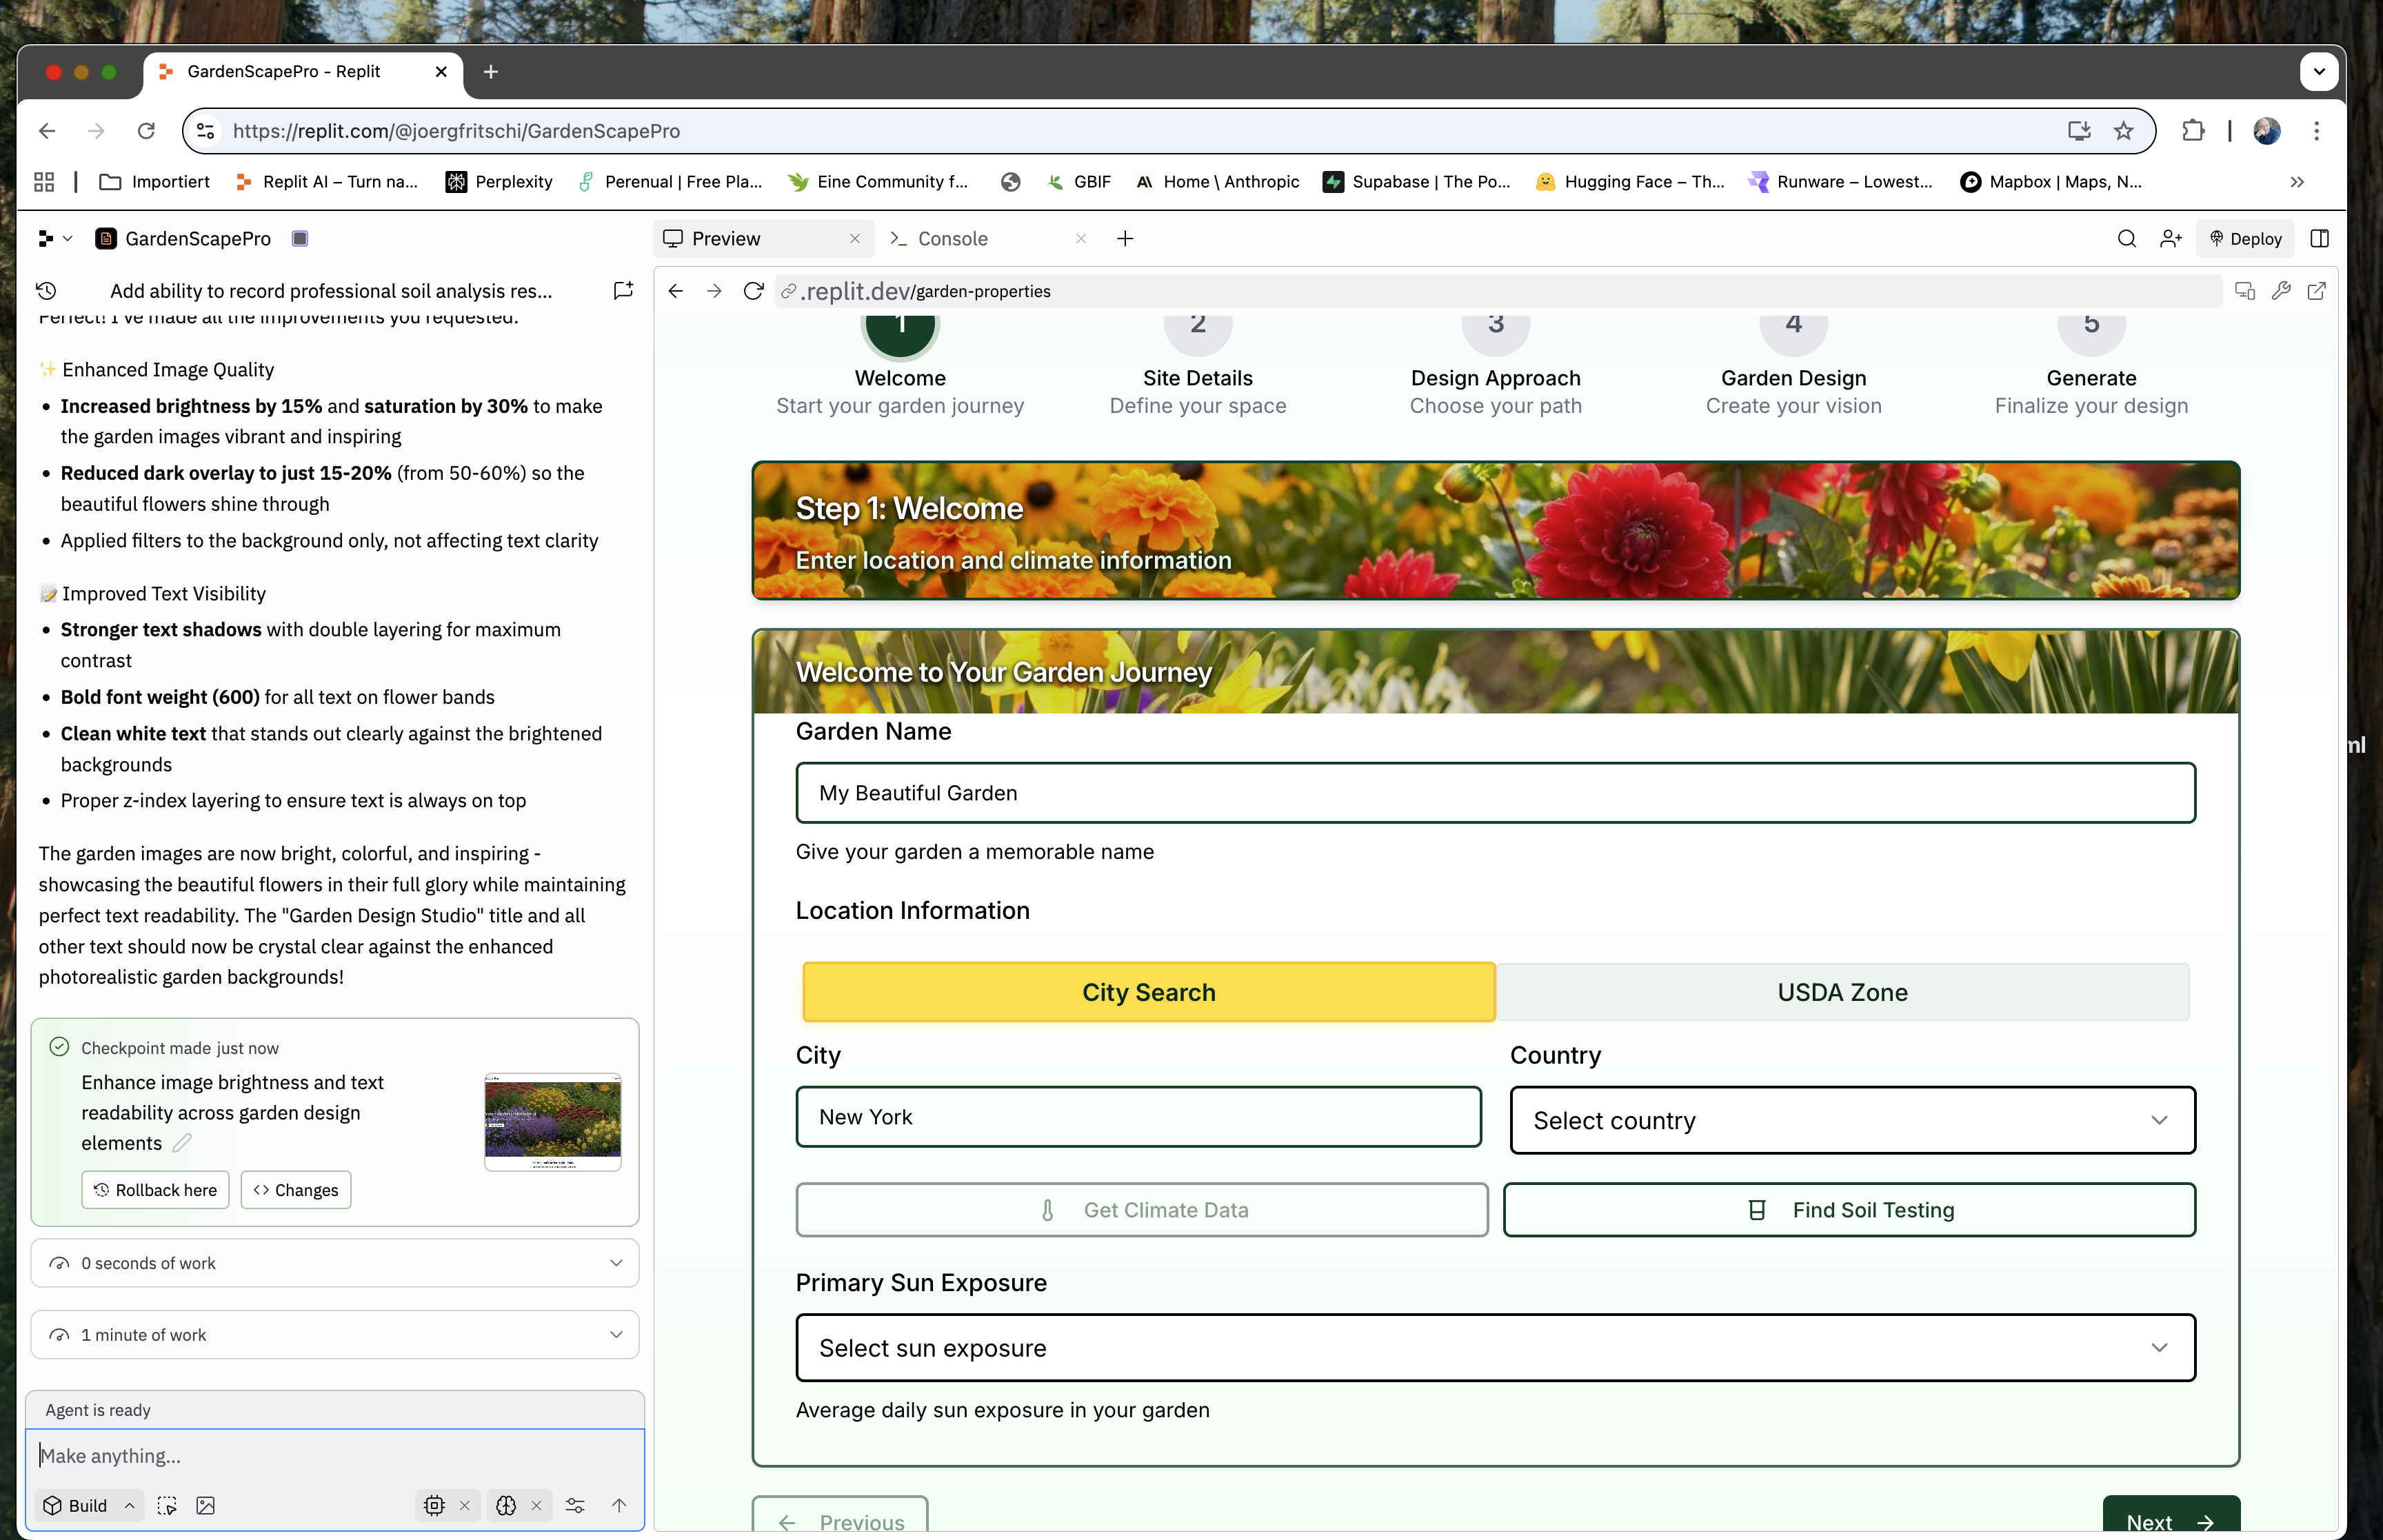 GardenScapePro - Replit
https://replit.com/@joergfritschi/GardenScapePro
Importiert
Replit AI – Turn na...
Perplexity
Perenual | Free Pla...
Eine Community f...
GBIF
Home \ Anthropic
Supabase | The Po...
Hugging Face – Th...
Runware – Lowest...
Mapbox | Maps, N...
GardenScapePro
Preview
Console
Deploy
Add ability to record professional soil analysis res...
.replit.dev/garden-properties
Perfect! I've made all the improvements you requested.
✨ Enhanced Image Quality
• Increased brightness by 15% and saturation by 30% to make
the garden images vibrant and inspiring
• Reduced dark overlay to just 15-20% (from 50-60%) so the
beautiful flowers shine through
• Applied filters to the background only, not affecting text clarity
📝 Improved Text Visibility
• Stronger text shadows with double layering for maximum
contrast
• Bold font weight (600) for all text on flower bands
• Clean white text that stands out clearly against the brightened
backgrounds
• Proper z-index layering to ensure text is always on top
The garden images are now bright, colorful, and inspiring -
showcasing the beautiful flowers in their full glory while maintaining
perfect text readability. The "Garden Design Studio" title and all
other text should now be crystal clear against the enhanced
photorealistic garden backgrounds!
Checkpoint made just now
Enhance image brightness and text
readability across garden design
elements
Rollback here
Changes
0 seconds of work
1 minute of work
Agent is ready
Make anything...
Build
1
2
3
4
5
Welcome
Start your garden journey
Site Details
Define your space
Design Approach
Choose your path
Garden Design
Create your vision
Generate
Finalize your design
Step 1: Welcome
Enter location and climate information
Welcome to Your Garden Journey
Garden Name
My Beautiful Garden
Give your garden a memorable name
Location Information
City Search
USDA Zone
City
Country
New York
Select country
Get Climate Data
Find Soil Testing
Primary Sun Exposure
Select sun exposure
Average daily sun exposure in your garden
Previous
Next
ml